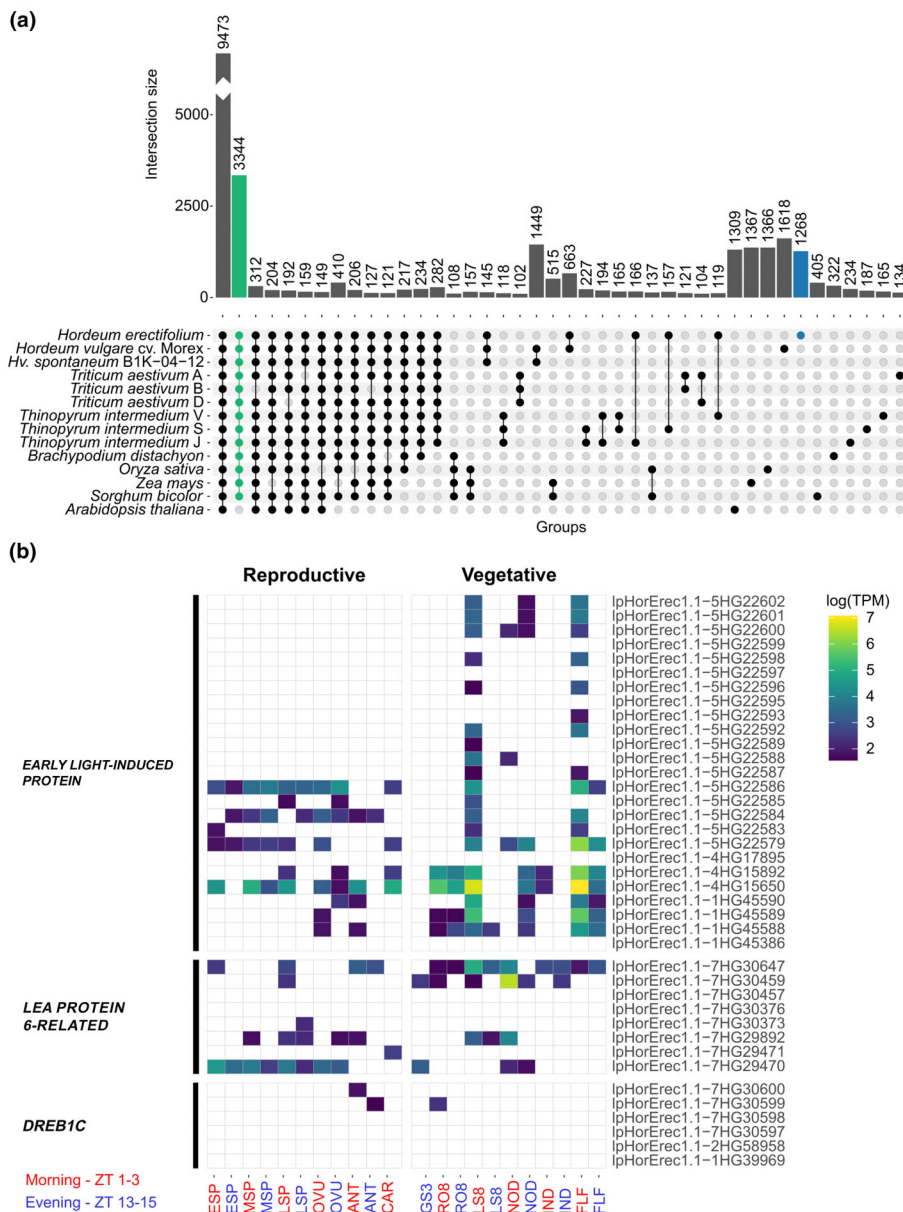 (a)
Intersection size
5000
2500
0
9473
3344
312
204
192
159
149
410
206
127
121
217
234
282
108
157
145
118
102
1449
515
663
227
194
165
166
137
157
121
104
119
1309
1367
1366
1618
1268
405
322
234
187
165
134
Hordeum erectifolium
Hordeum vulgare cv. Morex
Hv. spontaneum B1K-04-12
Triticum aestivum A
Triticum aestivum B
Triticum aestivum D
Thinopyrum intermedium V
Thinopyrum intermedium S
Thinopyrum intermedium J
Brachypodium distachyon
Oryza sativa
Zea mays
Sorghum bicolor
Arabidopsis thaliana
Groups
(b)
Reproductive
Vegetative
log(TPM)
7
6
5
4
3
2
EARLY LIGHT-INDUCED
PROTEIN
IpHorErec1.1-5HG22602
IpHorErec1.1-5HG22601
IpHorErec1.1-5HG22600
IpHorErec1.1-5HG22599
IpHorErec1.1-5HG22598
IpHorErec1.1-5HG22597
IpHorErec1.1-5HG22596
IpHorErec1.1-5HG22595
IpHorErec1.1-5HG22593
IpHorErec1.1-5HG22592
IpHorErec1.1-5HG22589
IpHorErec1.1-5HG22588
IpHorErec1.1-5HG22587
IpHorErec1.1-5HG22586
IpHorErec1.1-5HG22585
IpHorErec1.1-5HG22584
IpHorErec1.1-5HG22583
IpHorErec1.1-5HG22579
IpHorErec1.1-4HG17895
IpHorErec1.1-4HG15892
IpHorErec1.1-4HG15650
IpHorErec1.1-1HG45590
IpHorErec1.1-1HG45589
IpHorErec1.1-1HG45588
IpHorErec1.1-1HG45386
LEA PROTEIN
6-RELATED
IpHorErec1.1-7HG30647
IpHorErec1.1-7HG30459
IpHorErec1.1-7HG30457
IpHorErec1.1-7HG30376
IpHorErec1.1-7HG30373
IpHorErec1.1-7HG29892
IpHorErec1.1-7HG29471
IpHorErec1.1-7HG29470
DREB1C
IpHorErec1.1-7HG30600
IpHorErec1.1-7HG30599
IpHorErec1.1-7HG30598
IpHorErec1.1-7HG30597
IpHorErec1.1-2HG58958
IpHorErec1.1-1HG39969
Morning - ZT 1-3
Evening - ZT 13-15
ESP
ESP
MSP
MSP
LSP
LSP
OVU
OVU
ANT
ANT
CAR
GS3
RO8
RO8
LS8
LS8
NOD
NOD
IND
IND
FLF
FLF